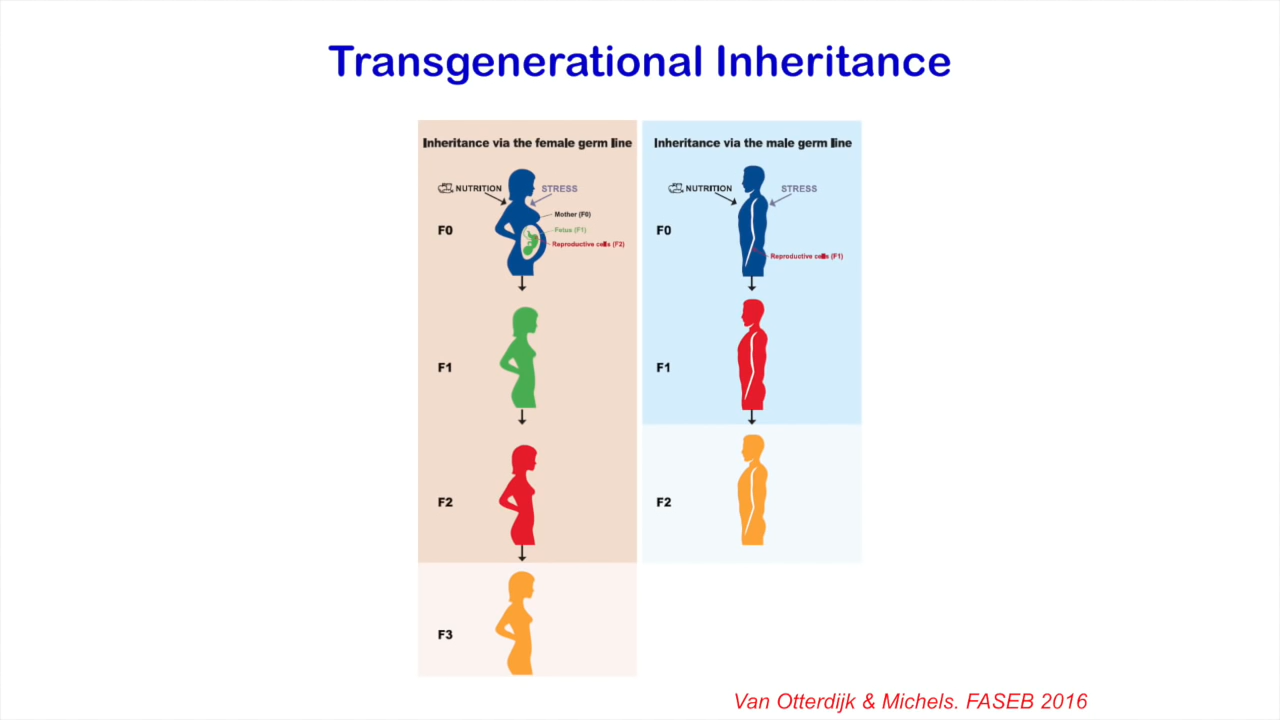 Transgenerational Inheritance
Inheritance via the female germ line
NUTRITION
STRESS
Mother (F0)
Fetus (F1)
Reproductive cells (F2)
F0
F1
F2
F3
Inheritance via the male germ line
NUTRITION
STRESS
F0
Reproductive cells (F1)
F1
F2
Van Otterdijk & Michels. FASEB 2016